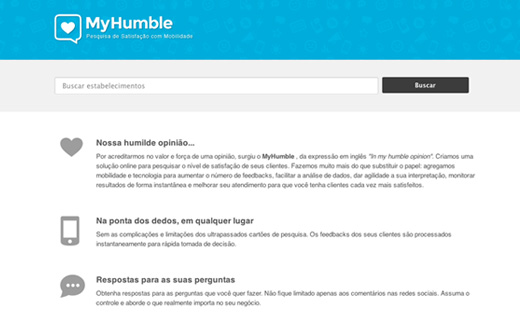 MyHumble
Pesquisa de Satisfação com Mobilidade
Buscar estabelecimentos
Buscar
Nossa humilde opinião...
Por acreditarmos no valor e força de uma opinião, surgiu o MyHumble , da expressão em inglês "In my humble opinion". Criamos uma
solução online para pesquisar o nível de satisfação de seus clientes. Fazemos muito mais do que substituir o papel: agregamos
mobilidade e tecnologia para aumentar o número de feedbacks, facilitar a análise de dados, dar agilidade a sua interpretação, monitorar
resultados de forma instantânea e melhorar seu atendimento para que você tenha clientes cada vez mais satisfeitos.
Na ponta dos dedos, em qualquer lugar
Sem as complicações e limitações dos ultrapassados cartões de pesquisa. Os feedbacks dos seus clientes são processados
instantaneamente para rápida tomada de decisão.
Respostas para as suas perguntas
Obtenha respostas para as perguntas que você quer fazer. Não fique limitado apenas aos comentários nas redes sociais. Assuma
o controle e aborde o que realmente importa no seu negócio.